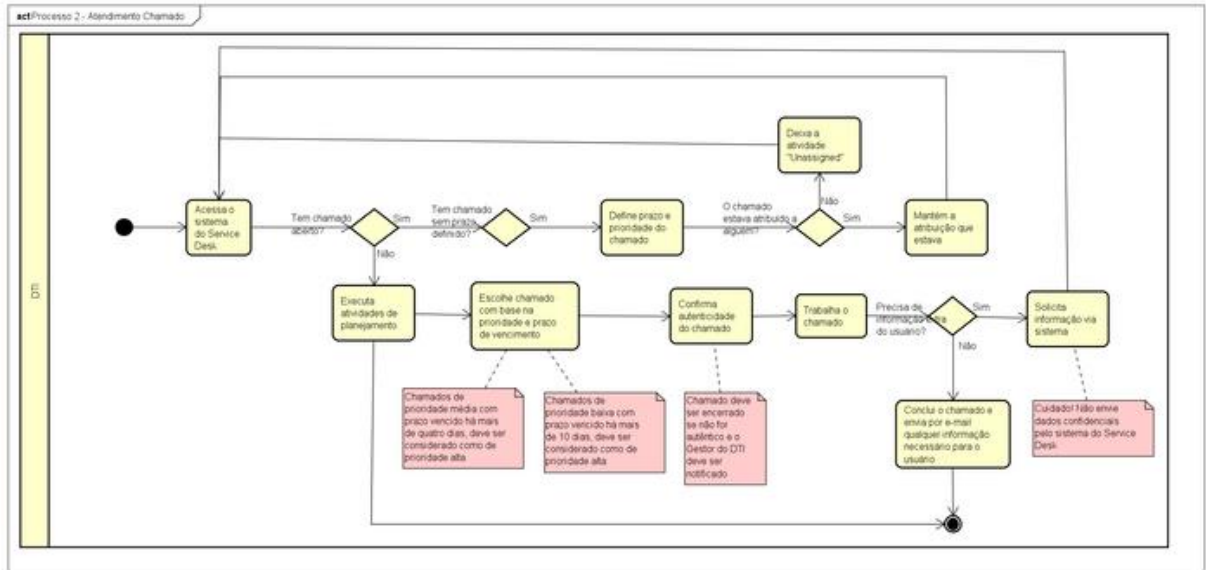 act Processo 2 - Atendimento Chamado
DTI
Deixa a
atividade
"Unassigned"
Acessa o
sistema
do Service
Desk
Tem chamado
aberto?
Sim
Não
Tem chamado
sem prazo
definido?
Sim
Define prazo e
prioridade do
chamado
O chamado
estava atribuído a
alguém?
Não
Sim
Mantém a
atribuição que
estava
Executa
atividades de
planejamento
Escolhe chamado
com base na
prioridade e prazo
de vencimento
Confirma
autenticidade
do chamado
Trabalha o
chamado
Precisa de
informação extra
do usuário?
Sim
Não
Solicita
informação via
sistema
Chamados de
prioridade média com
prazo vencido há mais
de quatro dias, deve ser
considerado como de
prioridade alta
Chamados de
prioridade baixa com
prazo vencido há mais
de 10 dias, deve ser
considerado como de
prioridade alta
Chamado deve
ser encerrado
se não for
autêntico e o
Gestor do DTI
deve ser
notificado
Conclui o chamado e
envia por e-mail
qualquer informação
necessário para o
usuário
Cuidado! Não envie
dados confidenciais
pelo sistema do Service
Desk